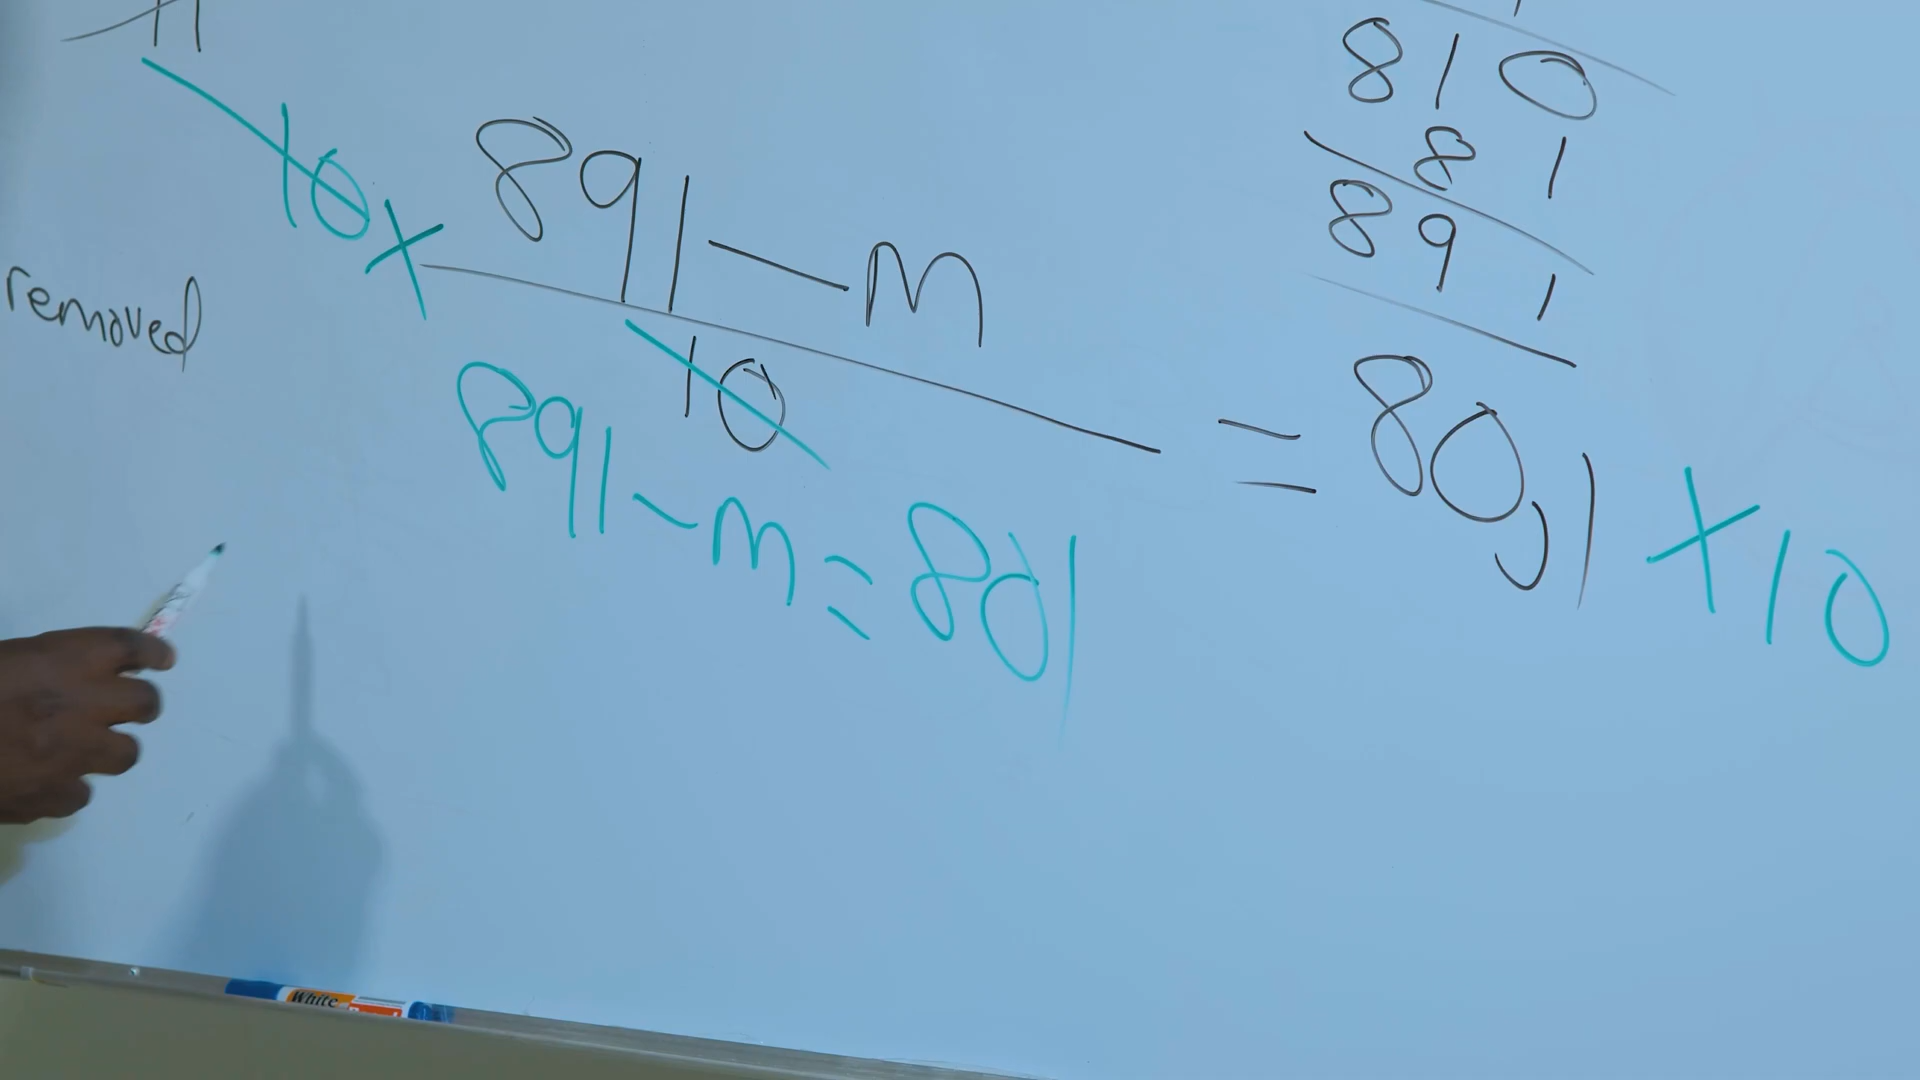 810
81
891
removed
10 x 891 - m
10
= 80,1 x 10
891 - m = 801
White